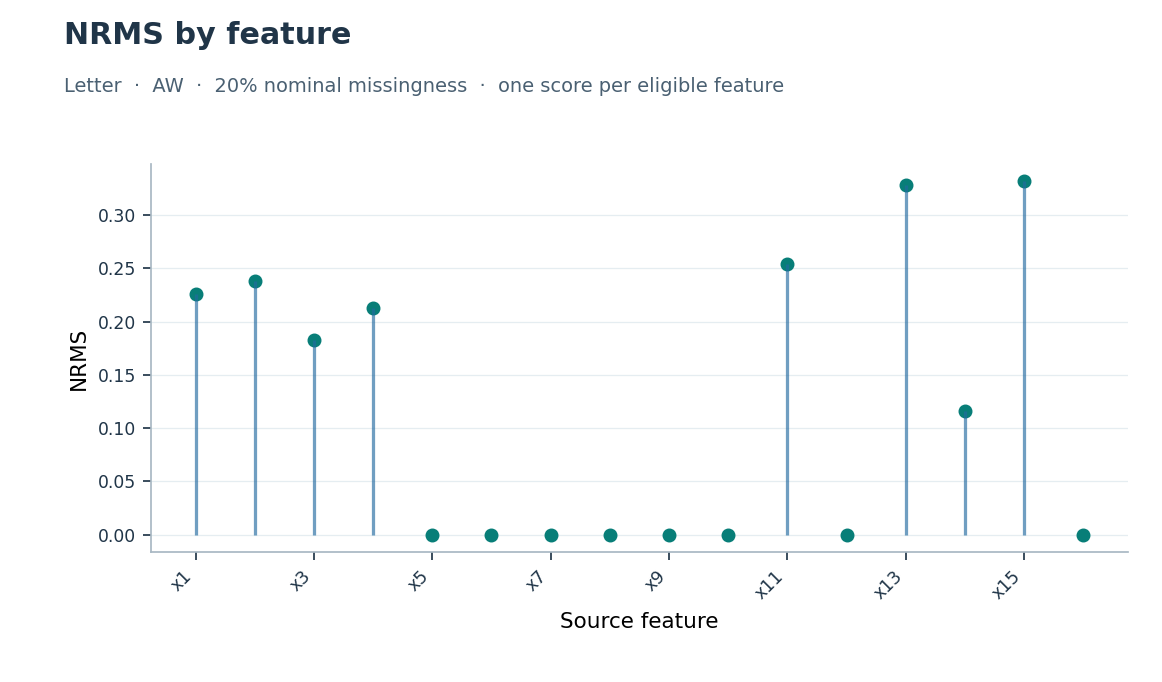 NRMS by feature
Letter · AW · 20% nominal missingness · one score per eligible feature
0.30
0.25
0.20
0.15
0.10
0.05
0.00
NRMS
x1 x3 x5 x7 x9 x11 x13 x15
Source feature